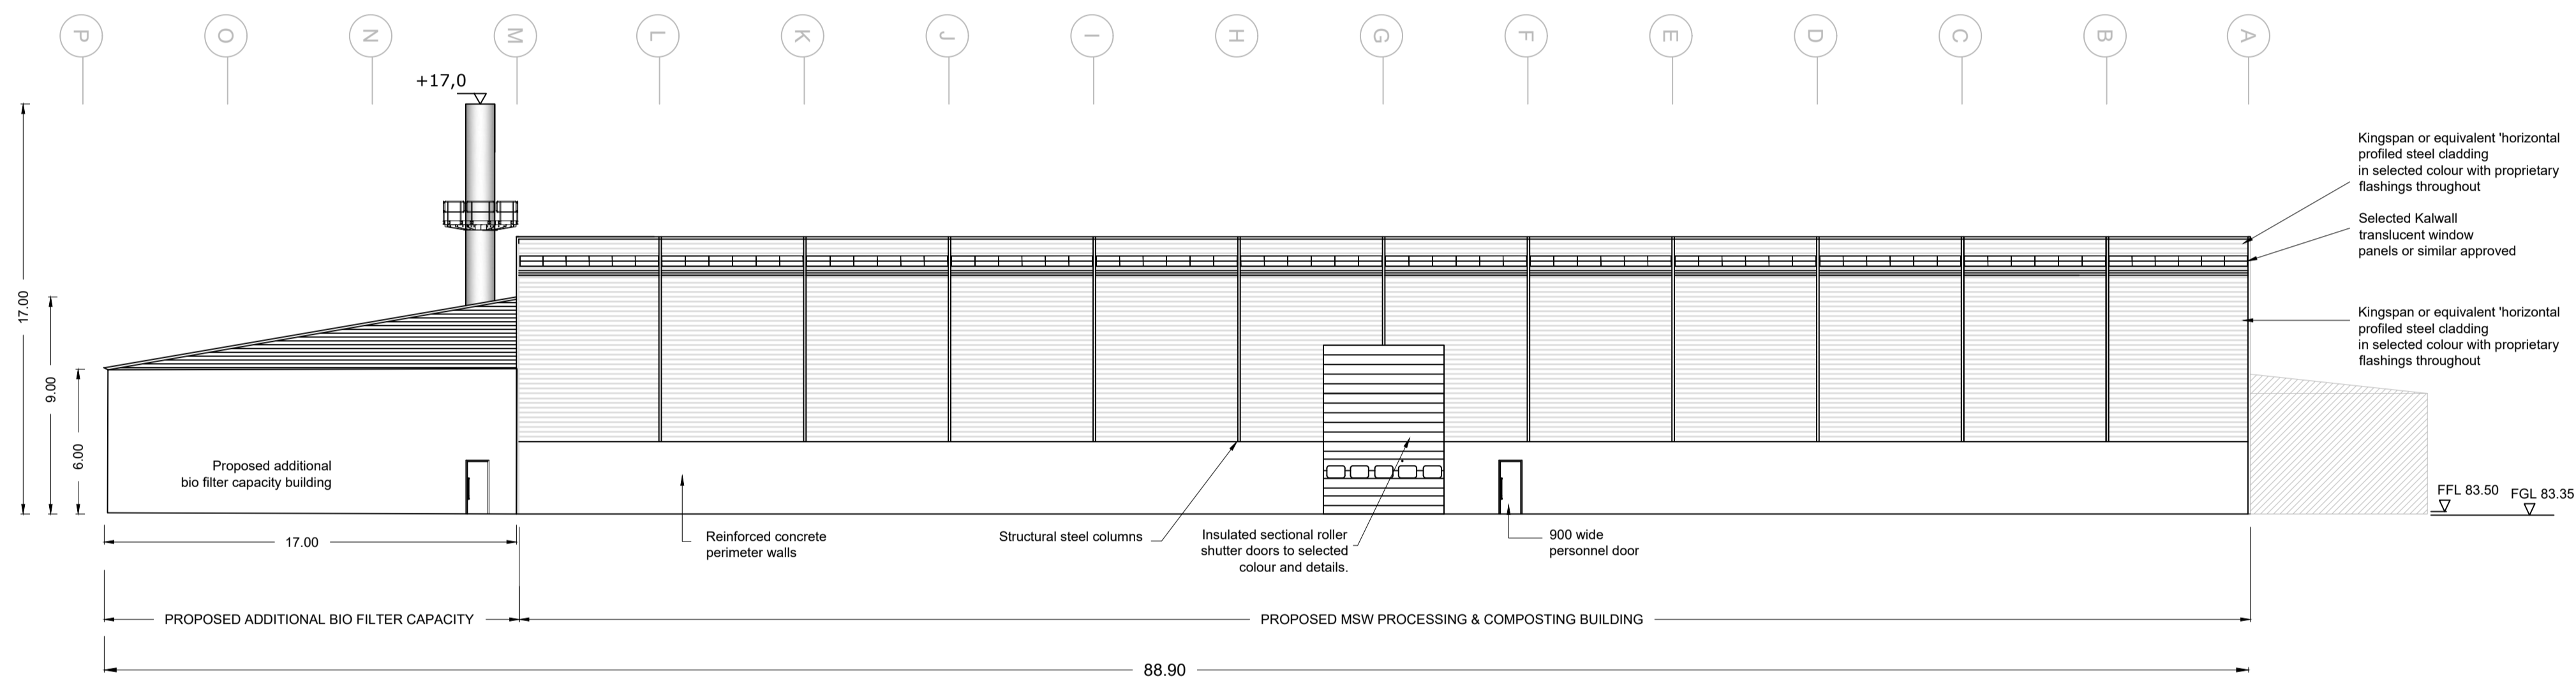 P O N M L K J I H G F E D C B A
+17,0
Kingspan or equivalent 'horizontal
profiled steel cladding
in selected colour with proprietary
flashings throughout
Selected Kalwall
translucent window
panels or similar approved
Kingspan or equivalent 'horizontal
profiled steel cladding
in selected colour with proprietary
flashings throughout
17.00
9.00
6.00
Proposed additional
bio filter capacity building
FFL 83.50 FGL 83.35
17.00
Reinforced concrete
perimeter walls
Structural steel columns
Insulated sectional roller
shutter doors to selected
colour and details.
900 wide
personnel door
PROPOSED ADDITIONAL BIO FILTER CAPACITY
PROPOSED MSW PROCESSING & COMPOSTING BUILDING
88.90